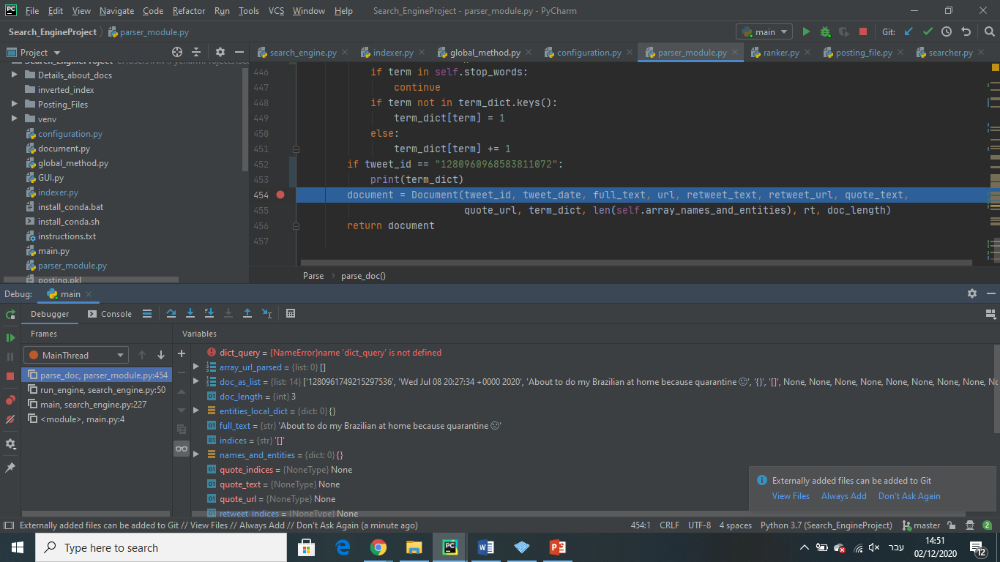 File Edit View Navigate Code Refactor Run Tools VCS Window Help Search_EngineProject - parser_module.py - PyCharm
Search_EngineProject parser_module.py main Git:
Project search_engine.py indexer.py global_method.py configuration.py parser_module.py ranker.py posting_file.py searcher.py
Search_EngineProject
Details_about_docs
inverted_index
Posting_Files
venv
configuration.py
document.py
global_method.py
GUI.py
indexer.py
install_conda.bat
install_conda.sh
instructions.txt
main.py
parser_module.py
posting.pkl
446 if term in self.stop_words:
447 continue
448 if term not in term_dict.keys():
449 term_dict[term] = 1
450 else:
451 term_dict[term] += 1
452 if tweet_id == "1280960968583811072":
453 print(term_dict)
454 document = Document(tweet_id, tweet_date, full_text, url, retweet_text, retweet_url, quote_text,
455 quote_url, term_dict, len(self.array_names_and_entities), rt, doc_length)
456 return document
457
Parse parse_doc()
Debug: main
Debugger Console
Frames Variables
MainThread
parse_doc, parser_module.py:454
run_engine, search_engine.py:50
main, search_engine.py:227
<module>, main.py:4
dict_query = {NameError}name 'dict_query' is not defined
array_url_parsed = {list: 0} []
doc_as_list = {list: 14} ['1280961749215297536', 'Wed Jul 08 20:27:34 +0000 2020', 'About to do my Brazilian at home because quarantine ☹', '{}', '[]', None, None, None, None, None, None, None, None, No
doc_length = {int} 3
entities_local_dict = {dict: 0} {}
full_text = {str} 'About to do my Brazilian at home because quarantine ☹'
indices = {str} '[]'
names_and_entities = {dict: 0} {}
quote_indices = {NoneType} None
quote_text = {NoneType} None
quote_url = {NoneType} None
retweet_indices = {NoneType} None
Externally added files can be added to Git
View Files Always Add Don't Ask Again
Externally added files can be added to Git // View Files // Always Add // Don't Ask Again (a minute ago) 454:1 CRLF UTF-8 4 spaces Python 3.7 (Search_EngineProject) master 2
Type here to search
עבר
14:51
02/12/2020
12